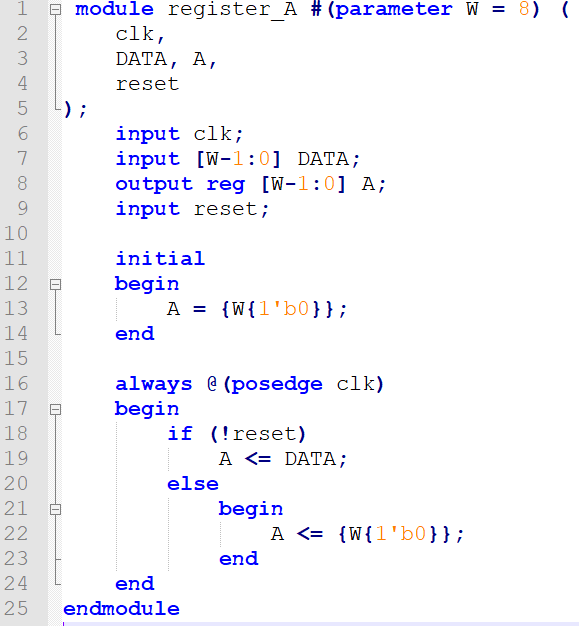 1 module register_A #(parameter W = 8) (
2 clk,
3 DATA, A,
4 reset
5 );
6 input clk;
7 input [W-1:0] DATA;
8 output reg [W-1:0] A;
9 input reset;
10
11 initial
12 begin
13 A = {W{1'b0}};
14 end
15
16 always @(posedge clk)
17 begin
18 if (!reset)
19 A <= DATA;
20 else
21 begin
22 A <= {W{1'b0}};
23 end
24 end
25 endmodule